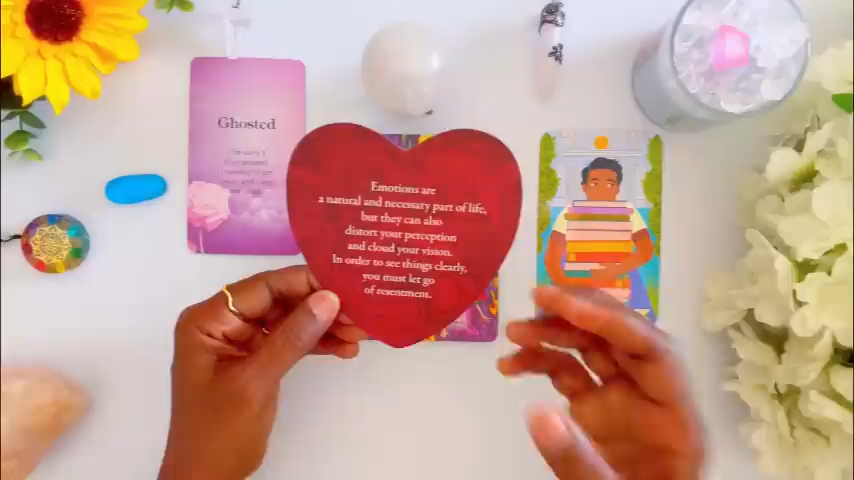 Ghosted
Emotions are
a natural and necessary part of life,
but they can also
distort your perception
and cloud your vision.
In order to see things clearly,
you must let go
of resentment.